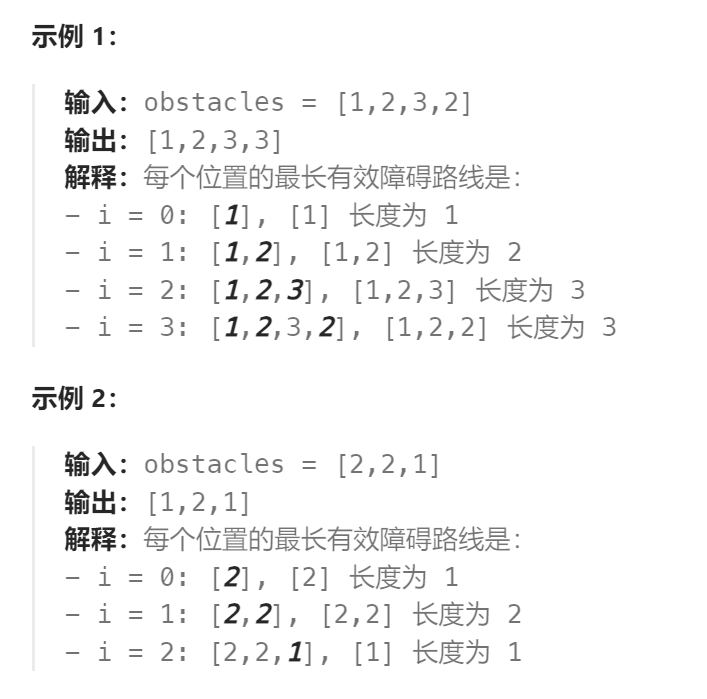 示例 1：
输入：obstacles = [1,2,3,2]
输出：[1,2,3,3]
解释：每个位置的最长有效障碍路线是：
- i = 0: [1], [1] 长度为 1
- i = 1: [1,2], [1,2] 长度为 2
- i = 2: [1,2,3], [1,2,3] 长度为 3
- i = 3: [1,2,3,2], [1,2,2] 长度为 3
示例 2：
输入：obstacles = [2,2,1]
输出：[1,2,1]
解释：每个位置的最长有效障碍路线是：
- i = 0: [2], [2] 长度为 1
- i = 1: [2,2], [2,2] 长度为 2
- i = 2: [2,2,1], [1] 长度为 1